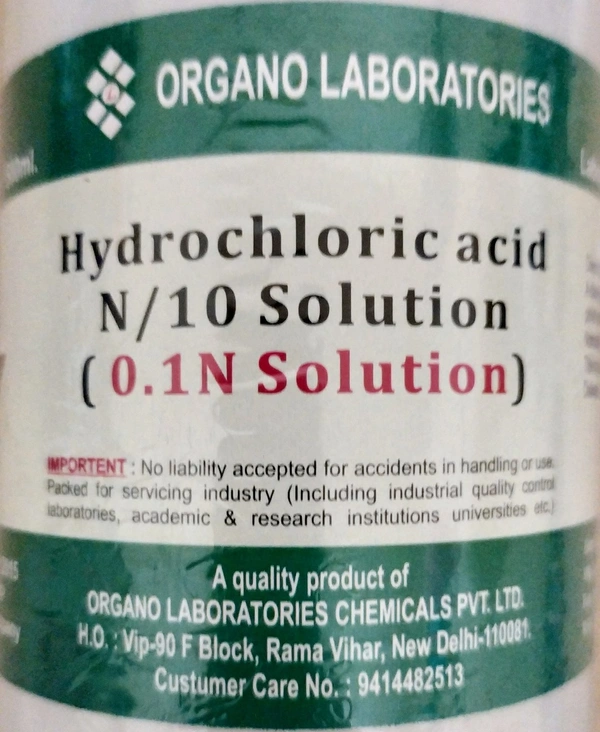 ORGANO LABORATORIES
Hydrochloric acid
N/10 Solution
( 0.1N Solution)
IMPORTENT : No liability accepted for accidents in handling or use.
Packed for servicing industry (Including industrial quality control
laboratories, academic & research institutions universities etc.)
A quality product of
ORGANO LABORATORIES CHEMICALS PVT. LTD.
H.O. : Vip-90 F Block, Rama Vihar, New Delhi-110081.
Custumer Care No. : 9414482513